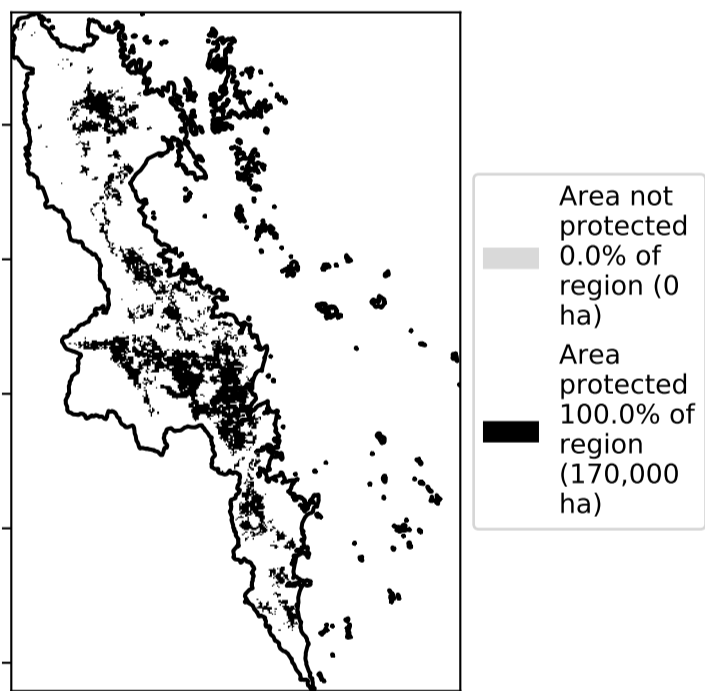 Area not
protected
0.0% of
region (0
ha)
Area
protected
100.0% of
region
(170,000
ha)